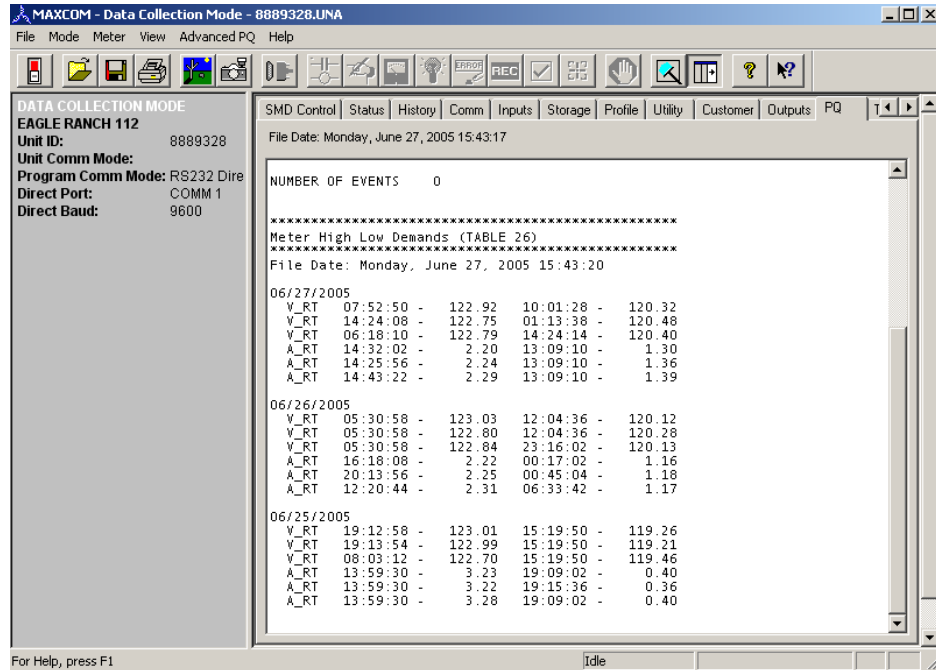 MAXCOM - Data Collection Mode - 8889328.UNA
File Mode Meter View Advanced PQ Help
ERROR REC
DATA COLLECTION MODE
EAGLE RANCH 112
Unit ID: 8889328
Unit Comm Mode:
Program Comm Mode: RS232 Dire
Direct Port: COMM 1
Direct Baud: 9600
SMD Control Status History Comm Inputs Storage Profile Utility Customer Outputs PQ T
File Date: Monday, June 27, 2005 15:43:17
NUMBER OF EVENTS 0
**************************************************
Meter High Low Demands (TABLE 26)
**************************************************
File Date: Monday, June 27, 2005 15:43:20
06/27/2005
V_RT 07:52:50 - 122.92 10:01:28 - 120.32
V_RT 14:24:08 - 122.75 01:13:38 - 120.48
V_RT 06:18:10 - 122.79 14:24:14 - 120.40
A_RT 14:32:02 - 2.20 13:09:10 - 1.30
A_RT 14:25:56 - 2.24 13:09:10 - 1.36
A_RT 14:43:22 - 2.29 13:09:10 - 1.39
06/26/2005
V_RT 05:30:58 - 123.03 12:04:36 - 120.12
V_RT 05:30:58 - 122.80 12:04:36 - 120.28
V_RT 05:30:58 - 122.84 23:16:02 - 120.13
A_RT 16:18:08 - 2.22 00:17:02 - 1.16
A_RT 20:13:56 - 2.25 00:45:04 - 1.18
A_RT 12:20:44 - 2.31 06:33:42 - 1.17
06/25/2005
V_RT 19:12:58 - 123.01 15:19:50 - 119.26
V_RT 19:13:54 - 122.99 15:19:50 - 119.21
V_RT 08:03:12 - 122.70 15:19:50 - 119.46
A_RT 13:59:30 - 3.23 19:09:02 - 0.40
A_RT 13:59:30 - 3.22 19:15:36 - 0.36
A_RT 13:59:30 - 3.28 19:09:02 - 0.40
For Help, press F1
Idle